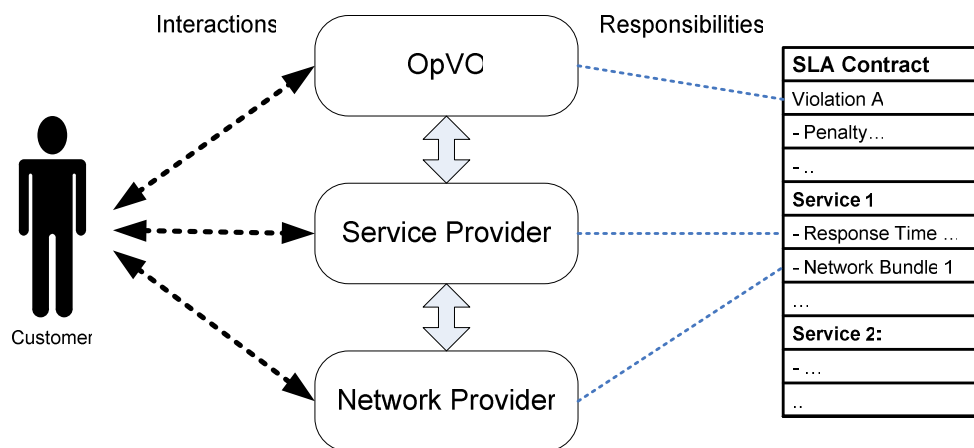 Interactions
Responsibilities
OpVO
Service Provider
Network Provider
Customer
SLA Contract
Violation A
- Penalty...
- ..
Service 1
- Response Time ...
- Network Bundle 1
...
Service 2:
- ...
..